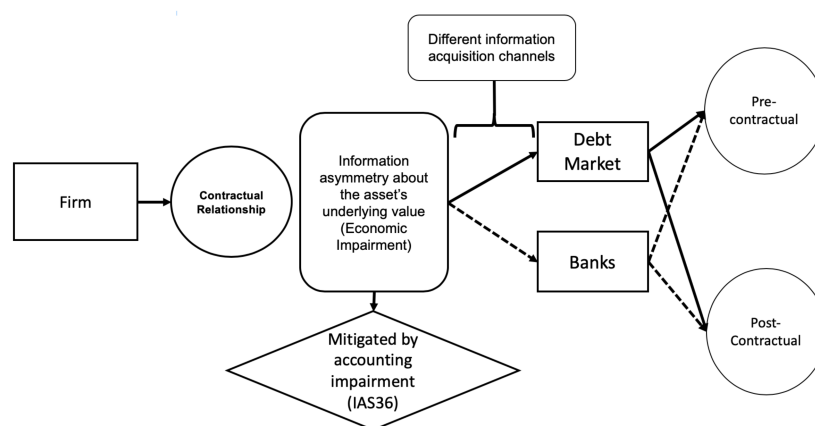 Different information
acquisition channels
Pre-
contractual
Information
asymmetry about
the asset's
underlying value
(Economic
Impairment)
Debt
Market
Firm
Contractual
Relationship
Banks
Mitigated by
accounting
impairment
(IAS36)
Post-
Contractual